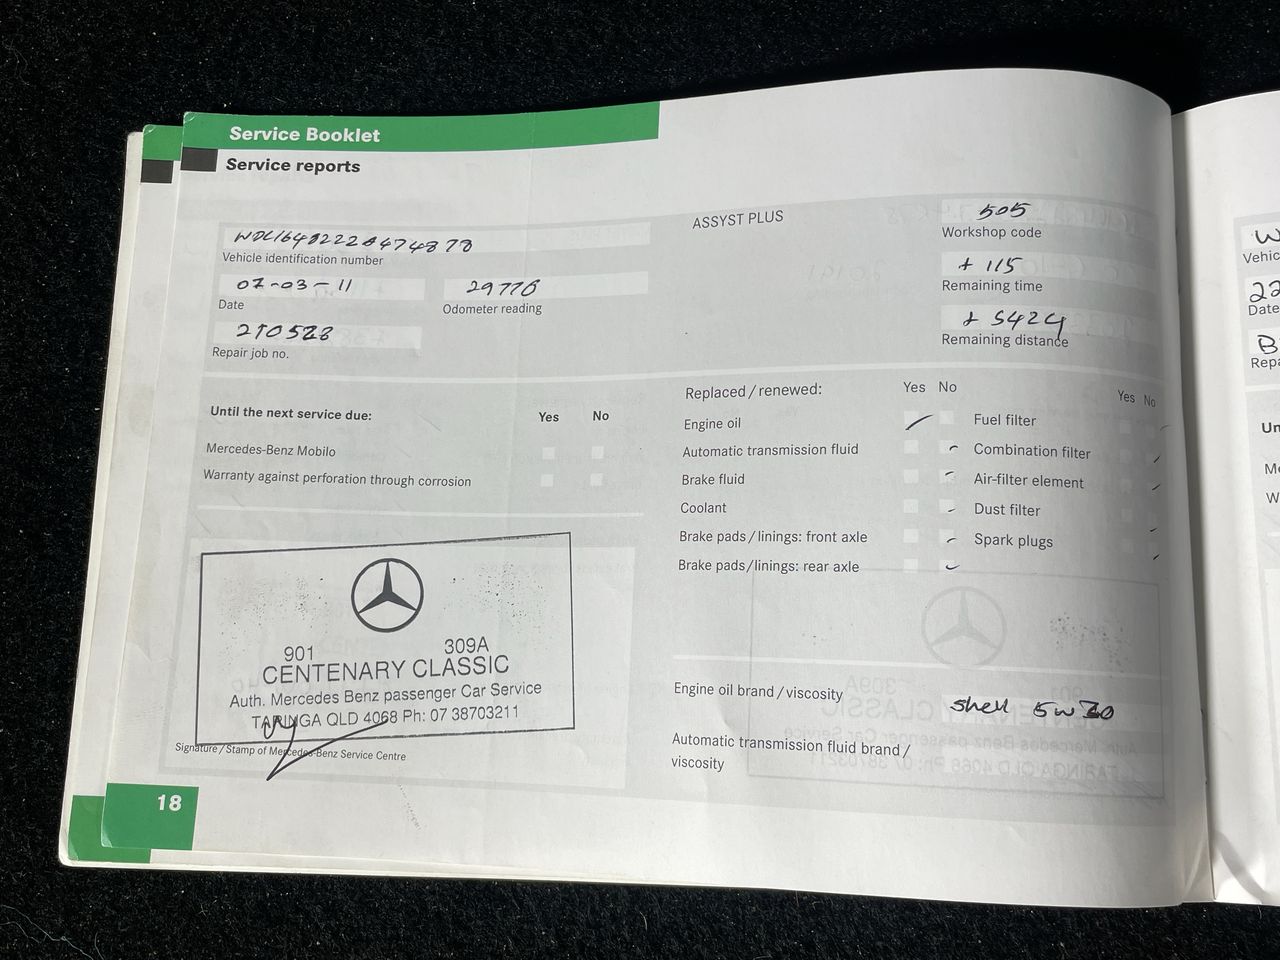 Service Booklet
Service reports
Vehicle identification number
07-03-11
Date
29776
Odometer reading
Repair job no.
ASSYST PLUS
505
Workshop code
+ 115
Remaining time
+ 5424
Remaining distance
Until the next service due: Yes No
Mercedes-Benz Mobilo
Warranty against perforation through corrosion
Replaced / renewed: Yes No Yes No
Engine oil
Automatic transmission fluid
Brake fluid
Coolant
Brake pads / linings: front axle
Brake pads / linings: rear axle
Fuel filter
Combination filter
Air-filter element
Dust filter
Spark plugs
901 309A
CENTENARY CLASSIC
Auth. Mercedes Benz passenger Car Service
TARINGA QLD 4068 Ph: 07 38703211
Signature / Stamp of Mercedes-Benz Service Centre
Engine oil brand / viscosity
Shell 5W30
Automatic transmission fluid brand /
viscosity
18